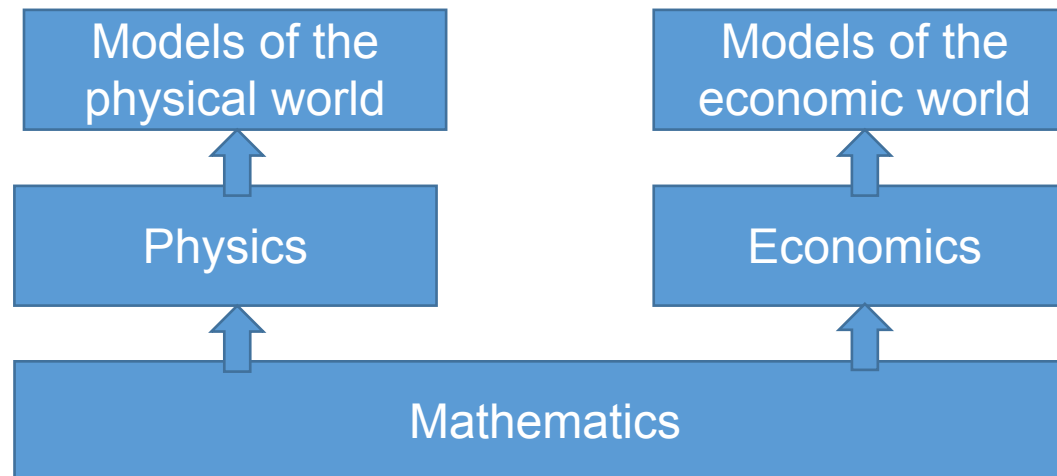 Models of the
physical world
Models of the
economic world
Physics
Economics
Mathematics